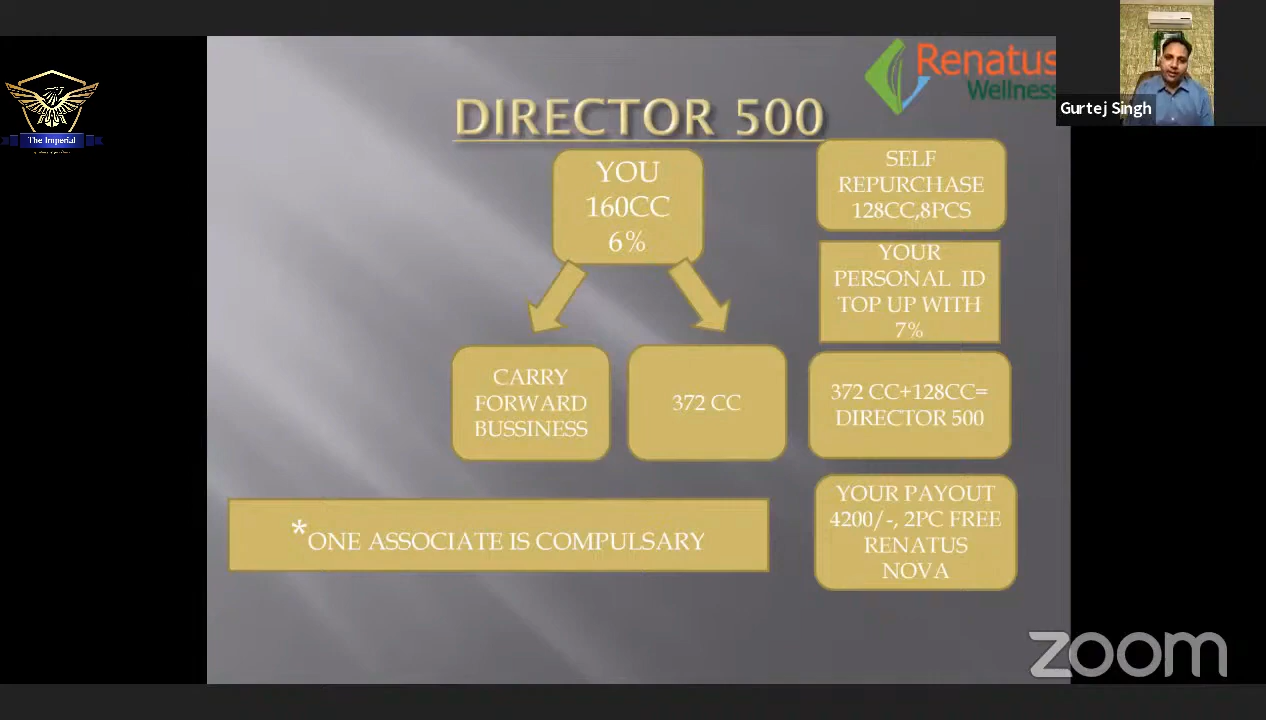 The Imperial
Renatus
Wellness
Gurtej Singh
DIRECTOR 500
YOU
160CC
6%
SELF
REPURCHASE
128CC,8PCS
YOUR
PERSONAL ID
TOP UP WITH
7%
CARRY
FORWARD
BUSSINESS
372 CC
372 CC+128CC=
DIRECTOR 500
*ONE ASSOCIATE IS COMPULSARY
YOUR PAYOUT
4200/-, 2PC FREE
RENATUS
NOVA
zoom